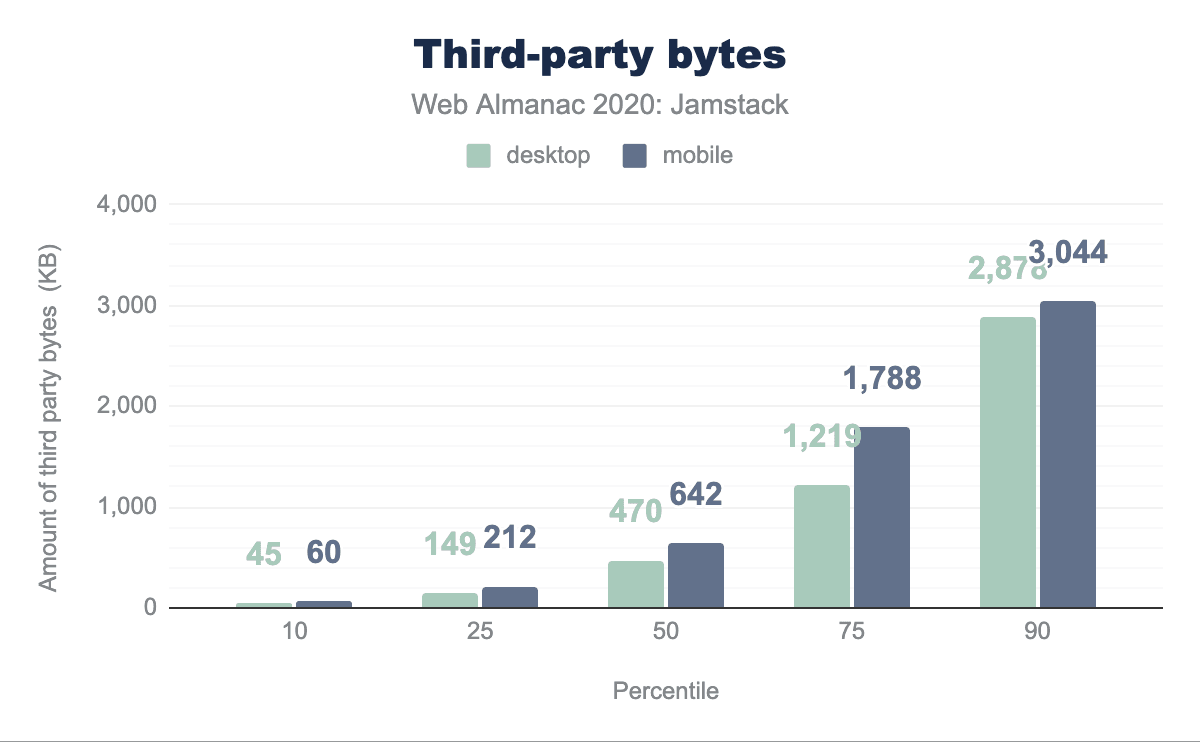 Third-party bytes
Web Almanac 2020: Jamstack
desktop mobile
Amount of third party bytes (KB)
4,000
3,000
2,000
1,000
0
45 60
149 212
470 642
1,219 1,788
2,878 3,044
10 25 50 75 90
Percentile